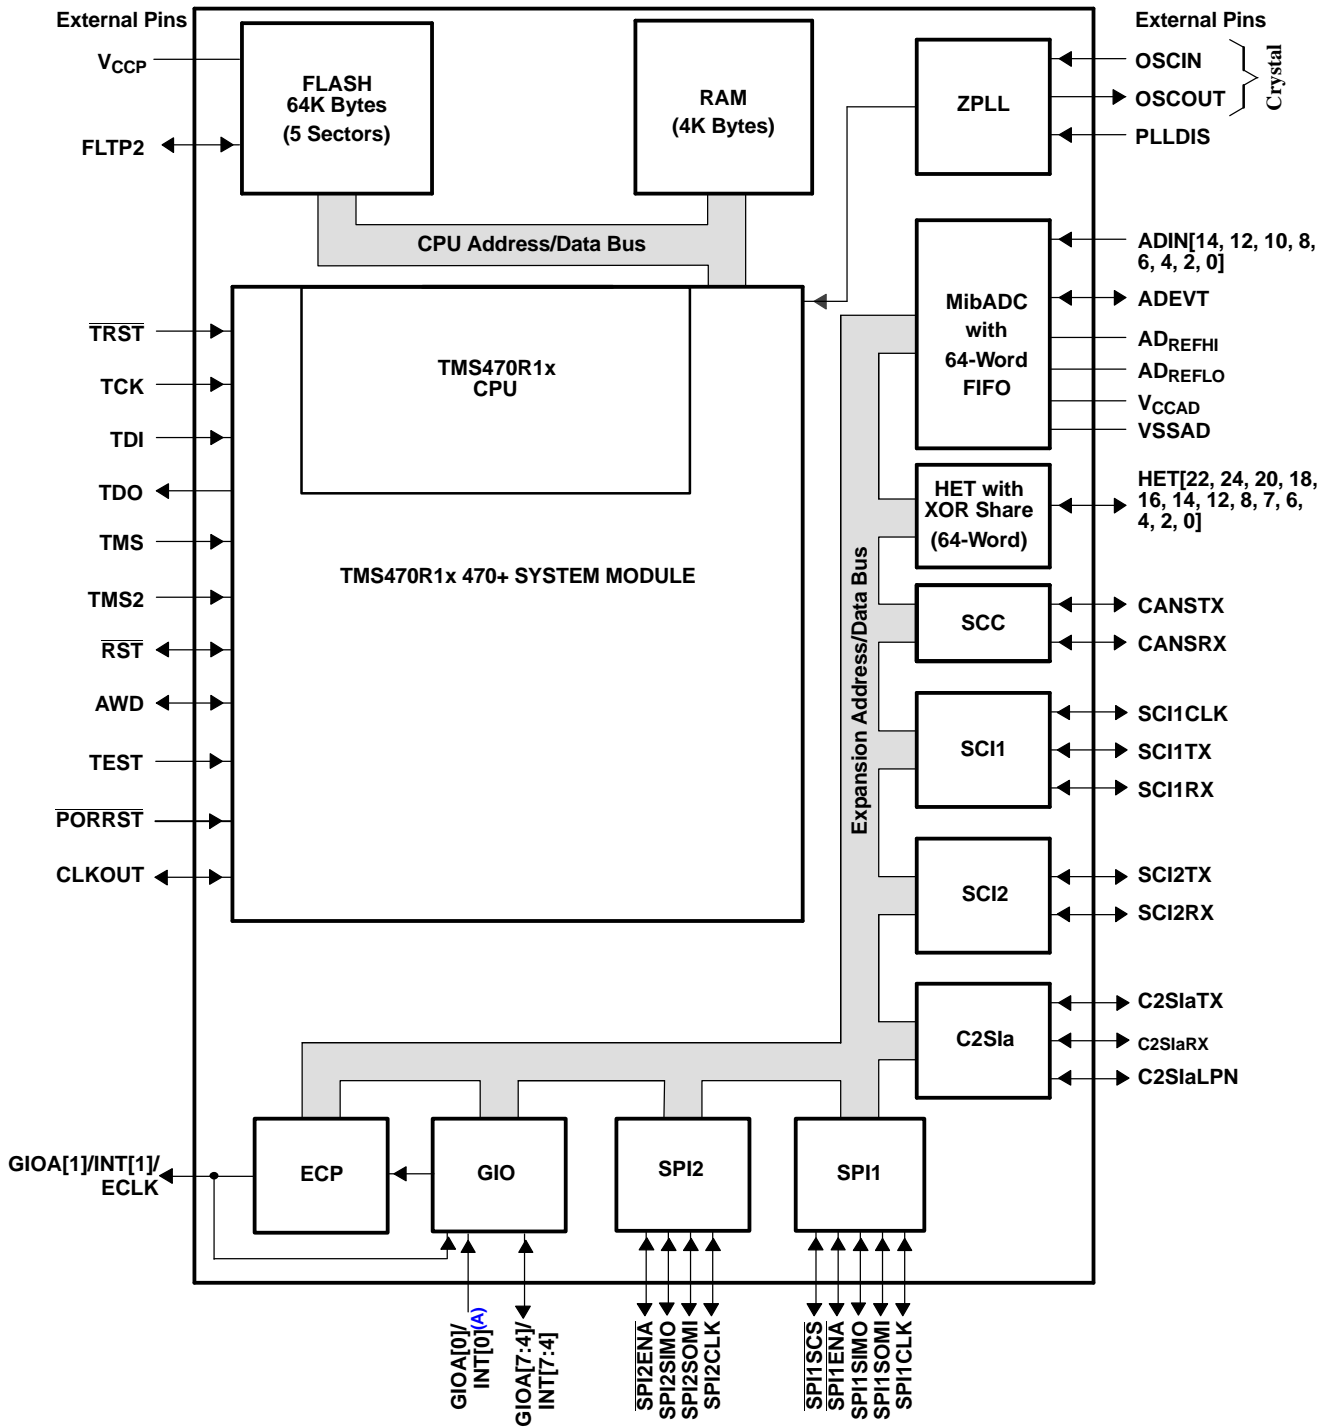 External Pins
External Pins
V_CCP
FLTP2
FLASH
64K Bytes
(5 Sectors)
RAM
(4K Bytes)
ZPLL
OSCIN
OSCOUT
PLLDIS
Crystal
CPU Address/Data Bus
TRST
TCK
TDI
TDO
TMS
TMS2
RST
AWD
TEST
PORRST
CLKOUT
TMS470R1x
CPU
TMS470R1x 470+ SYSTEM MODULE
Expansion Address/Data Bus
MibADC
with
64-Word
FIFO
ADIN[14, 12, 10, 8,
6, 4, 2, 0]
ADEVT
AD_REFHI
AD_REFLO
V_CCAD
VSSAD
HET with
XOR Share
(64-Word)
HET[22, 24, 20, 18,
16, 14, 12, 8, 7, 6,
4, 2, 0]
SCC
CANSTX
CANSRX
SCI1
SCI1CLK
SCI1TX
SCI1RX
SCI2
SCI2TX
SCI2RX
C2SIa
C2SIaTX
C2SIaRX
C2SIaLPN
GIOA[1]/INT[1]/
ECLK
ECP
GIO
SPI2
SPI1
GIOA[0]/
INT[0](A)
GIOA[7:4]/
INT[7:4]
SPI2ENA
SPI2SIMO
SPI2SOMI
SPI2CLK
SPI1SCS
SPI1ENA
SPI1SIMO
SPI1SOMI
SPI1CLK